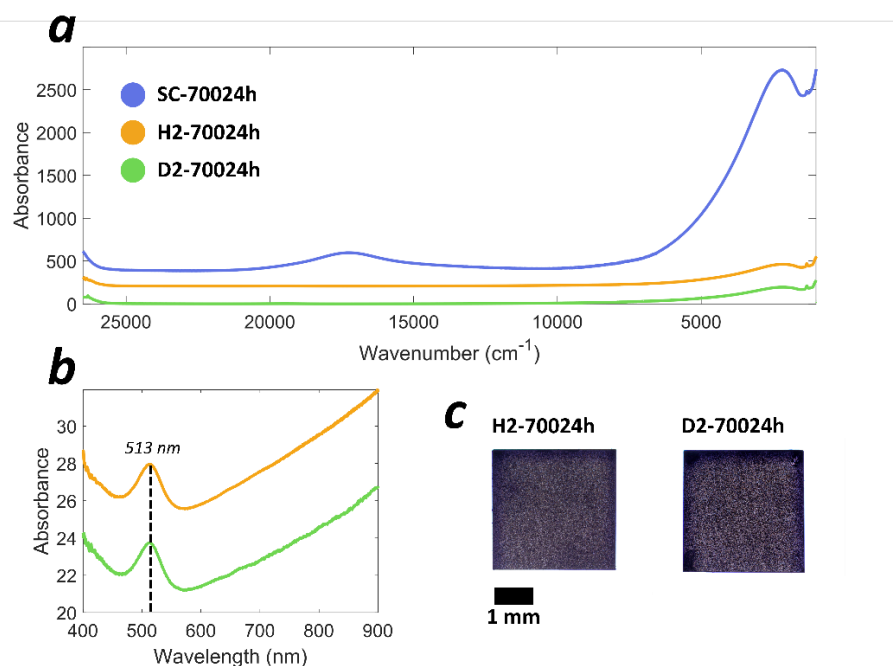 a
2500
2000
1500
1000
500
0
Absorbance
SC-70024h
H2-70024h
D2-70024h
25000 20000 15000 10000 5000
Wavenumber (cm⁻¹)
b
32
30
28
26
24
22
20
Absorbance
513 nm
400 500 600 700 800 900
Wavelength (nm)
c
H2-70024h D2-70024h
1 mm